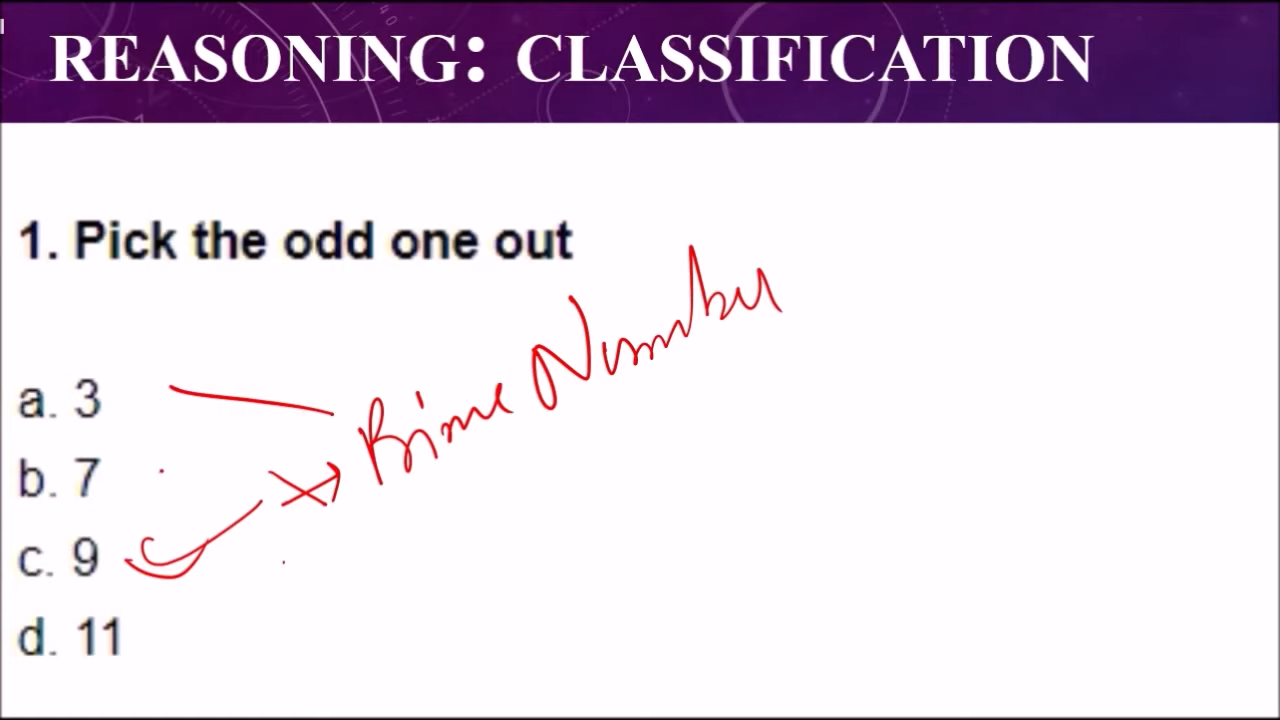 REASONING: CLASSIFICATION
1. Pick the odd one out
Prime Number
a. 3
b. 7
c. 9
d. 11